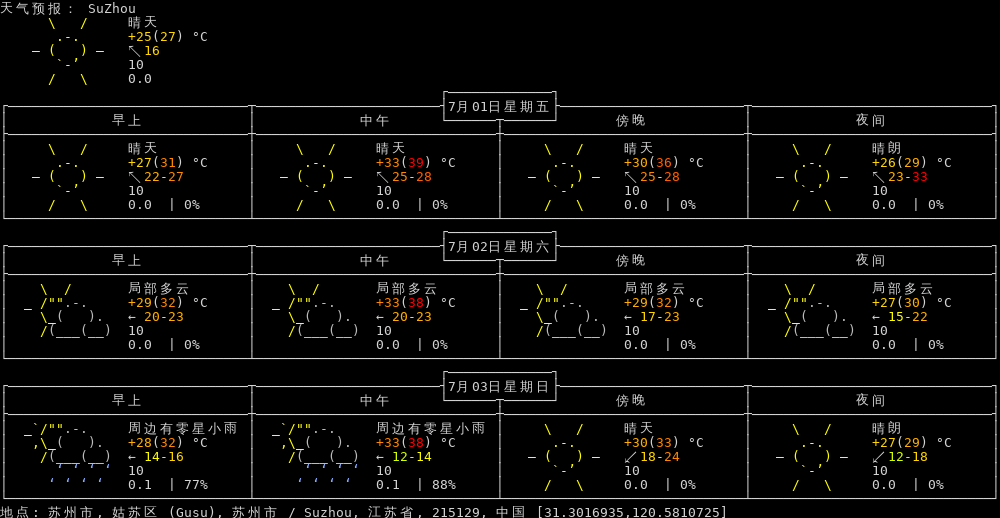 天气预报: SuZhou
晴天
+25(27) °C
↖ 16
10
0.0
7月01日星期五
早上 中午 傍晚 夜间
晴天 晴天 晴天 晴朗
+27(31) °C +33(39) °C +30(36) °C +26(29) °C
↖ 22-27 ↖ 25-28 ↖ 25-28 ↖ 23-33
10 10 10 10
0.0 | 0% 0.0 | 0% 0.0 | 0% 0.0 | 0%
7月02日星期六
早上 中午 傍晚 夜间
局部多云 局部多云 局部多云 局部多云
+29(32) °C +33(38) °C +29(32) °C +27(30) °C
← 20-23 ← 20-23 ← 17-23 ← 15-22
10 10 10 10
0.0 | 0% 0.0 | 0% 0.0 | 0% 0.0 | 0%
7月03日星期日
早上 中午 傍晚 夜间
周边有零星小雨 周边有零星小雨 晴天 晴朗
+28(32) °C +33(38) °C +30(33) °C +27(29) °C
← 14-16 ← 12-14 ↙ 18-24 ↙ 12-18
10 10 10 10
0.1 | 77% 0.1 | 88% 0.0 | 0% 0.0 | 0%
地点: 苏州市, 姑苏区 (Gusu), 苏州市 / Suzhou, 江苏省, 215129, 中国 [31.3016935,120.5810725]